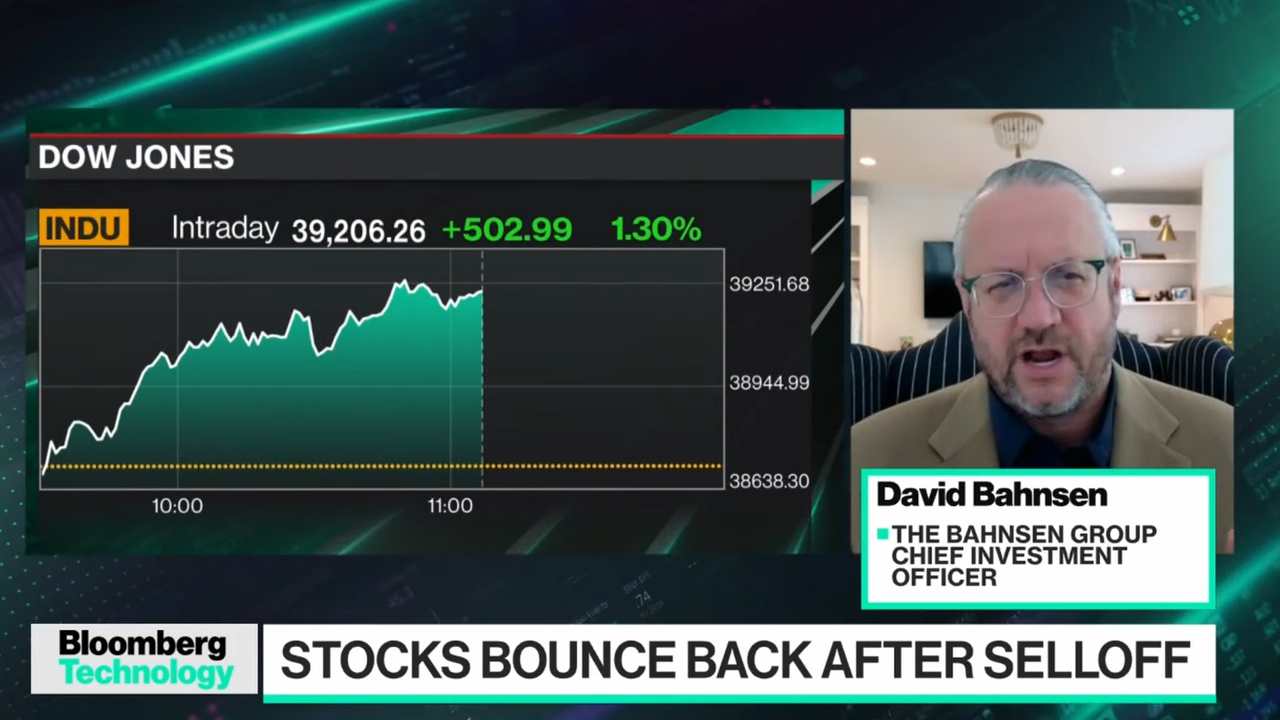 DOW JONES
INDU Intraday 39,206.26 +502.99 1.30%
39251.68
38944.99
38638.30
10:00 11:00
David Bahnsen
THE BAHNSEN GROUP
CHIEF INVESTMENT
OFFICER
Bloomberg
Technology
STOCKS BOUNCE BACK AFTER SELLOFF